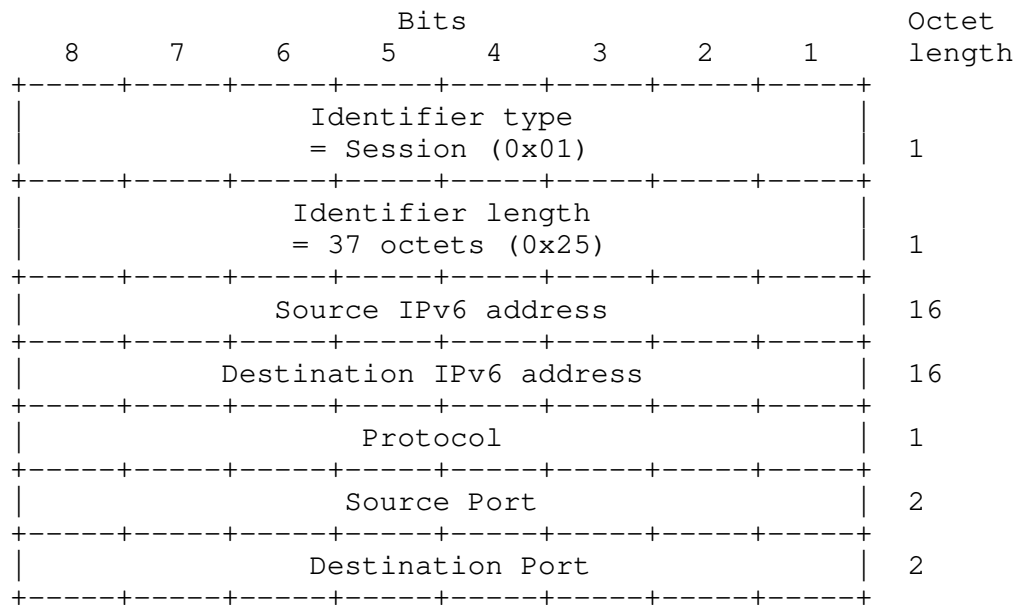 Bits Octet
8 7 6 5 4 3 2 1 length
+-----+-----+-----+-----+-----+-----+-----+-----+
| Identifier type |
| = Session (0x01) | 1
+-----+-----+-----+-----+-----+-----+-----+-----+
| Identifier length |
| = 37 octets (0x25) | 1
+-----+-----+-----+-----+-----+-----+-----+-----+
| Source IPv6 address | 16
+-----+-----+-----+-----+-----+-----+-----+-----+
| Destination IPv6 address | 16
+-----+-----+-----+-----+-----+-----+-----+-----+
| Protocol | 1
+-----+-----+-----+-----+-----+-----+-----+-----+
| Source Port | 2
+-----+-----+-----+-----+-----+-----+-----+-----+
| Destination Port | 2
+-----+-----+-----+-----+-----+-----+-----+-----+